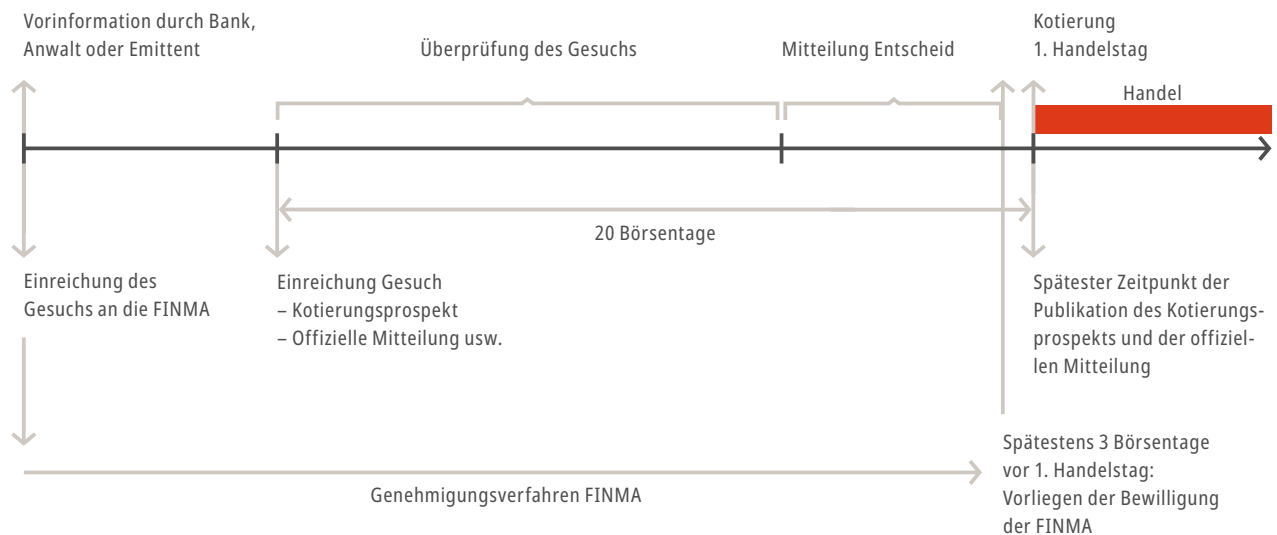 Vorinformation durch Bank,
Anwalt oder Emittent
Überprüfung des Gesuchs
Mitteilung Entscheid
Kotierung
1. Handelstag
Handel
20 Börsentage
Einreichung des
Gesuchs an die FINMA
Einreichung Gesuch
– Kotierungsprospekt
– Offizielle Mitteilung usw.
Spätester Zeitpunkt der
Publikation des Kotierungs-
prospekts und der offiziel-
len Mitteilung
Genehmigungsverfahren FINMA
Spätestens 3 Börsentage
vor 1. Handelstag:
Vorliegen der Bewilligung
der FINMA